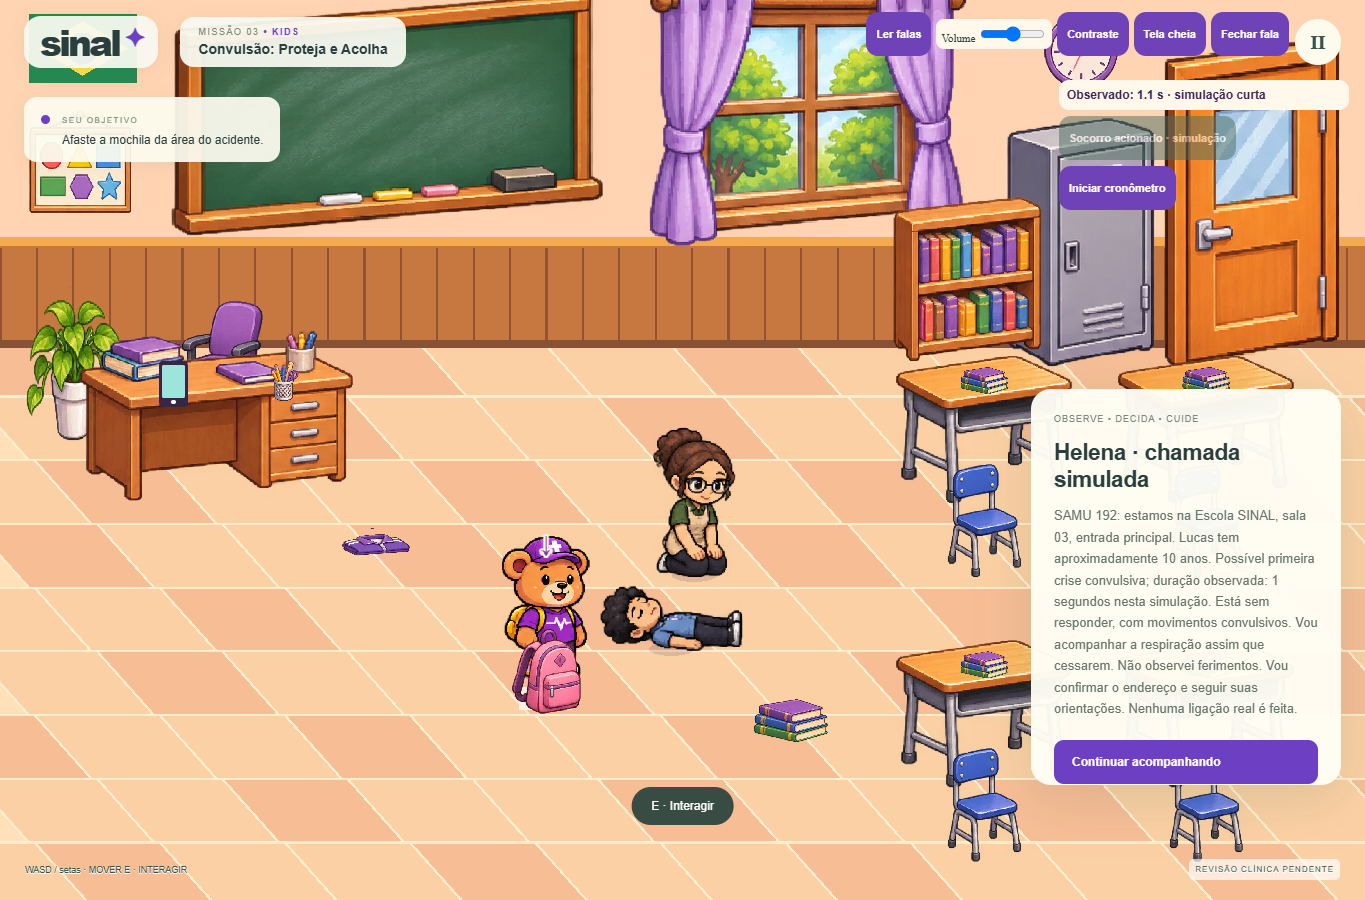 sinal
MISSÃO 03 • KIDS
Convulsão: Proteja e Acolha
Ler falas
Volume
Contraste
Tela cheia
Fechar fala
II
SEU OBJETIVO
Afaste a mochila da área do acidente.
Observado: 1.1 s · simulação curta
Socorro acionado · simulação
Iniciar cronômetro
OBSERVE • DECIDA • CUIDE
Helena · chamada
simulada
SAMU 192: estamos na Escola SINAL, sala
03, entrada principal. Lucas tem
aproximadamente 10 anos. Possível primeira
crise convulsiva; duração observada: 1
segundos nesta simulação. Está sem
responder, com movimentos convulsivos. Vou
acompanhar a respiração assim que
cessarem. Não observei ferimentos. Vou
confirmar o endereço e seguir suas
orientações. Nenhuma ligação real é feita.
Continuar acompanhando
E · Interagir
WASD / setas · MOVER E · INTERAGIR
REVISÃO CLÍNICA PENDENTE